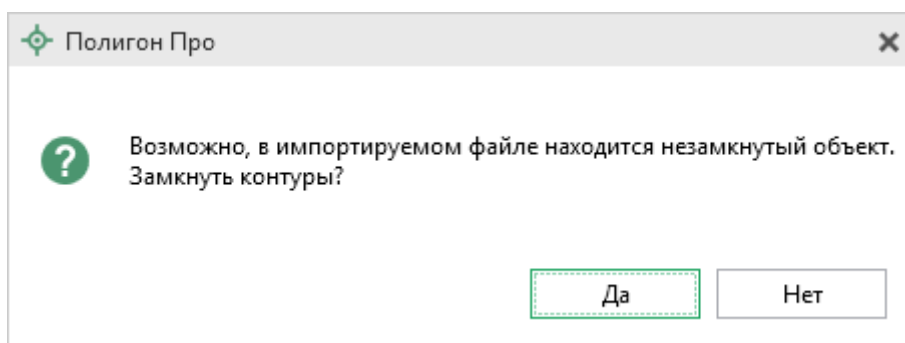 Полигон Про
Возможно, в импортируемом файле находится незамкнутый объект.
Замкнуть контуры?
Да
Нет